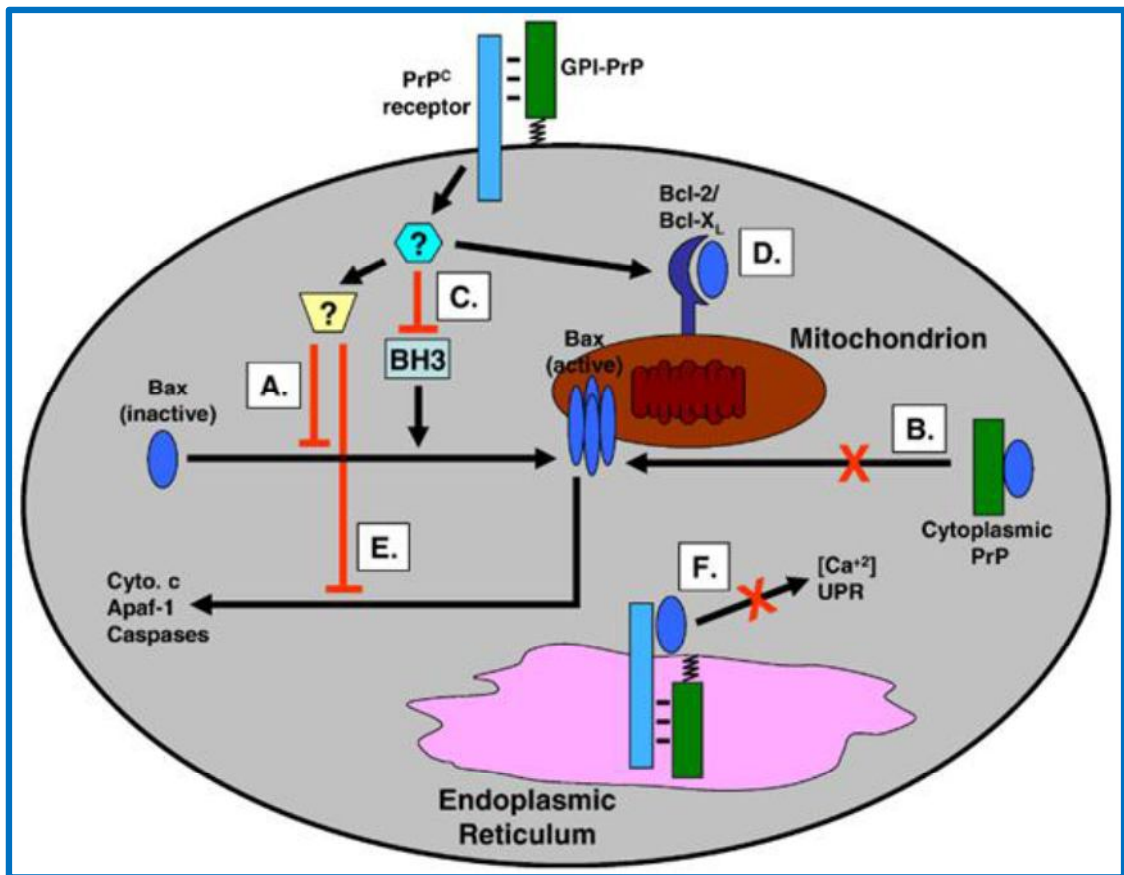 PrPᶜ
receptor
GPI-PrP
?
?
Bcl-2/
Bcl-X_L
D.
C.
BH3
A.
Bax
(inactive)
Bax
(active)
Mitochondrion
B.
Cytoplasmic
PrP
E.
Cyto. c
Apaf-1
Caspases
F.
[Ca⁺²]
UPR
Endoplasmic
Reticulum